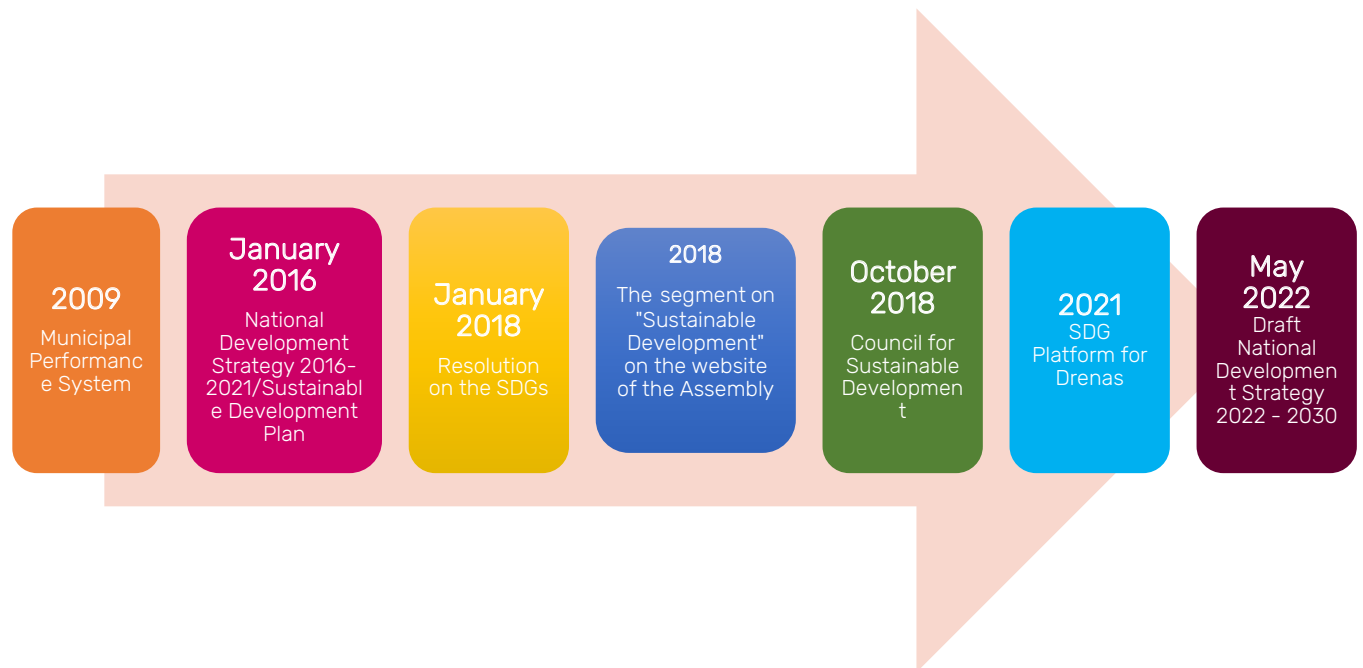 2009
Municipal
Performanc
e System
January
2016
National
Development
Strategy 2016-
2021/Sustainabl
e Development
Plan
January
2018
Resolution
on the SDGs
2018
The segment on
"Sustainable
Development"
on the website
of the Assembly
October
2018
Council for
Sustainable
Developmen
t
2021
SDG
Platform for
Drenas
May
2022
Draft
National
Developmen
t Strategy
2022 - 2030